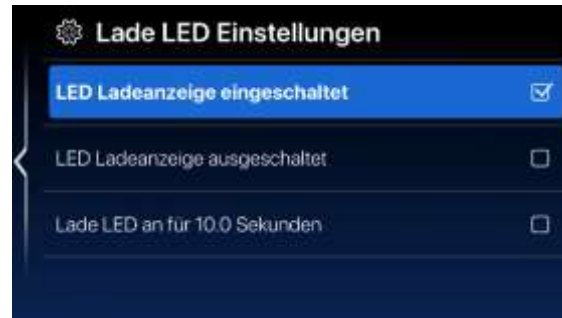 Lade LED Einstellungen
LED Ladeanzeige eingeschaltet
LED Ladeanzeige ausgeschaltet
Lade LED an für 10.0 Sekunden